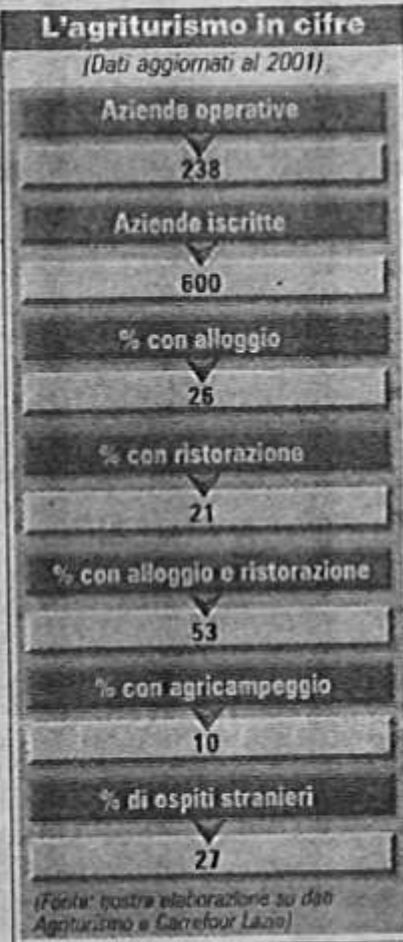 L'agriturismo in cifre
(Dati aggiornati al 2001)
Aziende operative
238
Aziende iscritte
600
% con alloggio
26
% con ristorazione
21
% con alloggio e ristorazione
53
% con agricampeggio
10
% di ospiti stranieri
27
(Fonte: nostra elaborazione su dati
Agriturismo e Carrefour Lazio)